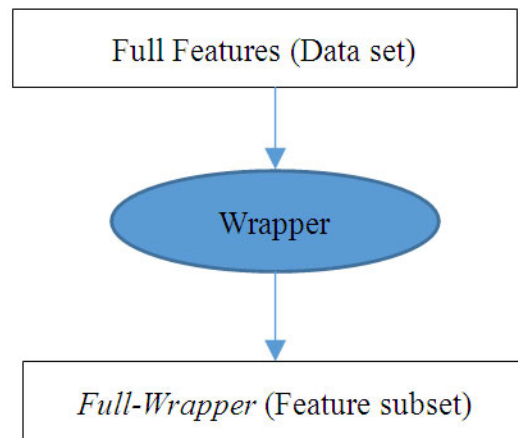 Full Features (Data set)
Wrapper
Full-Wrapper (Feature subset)